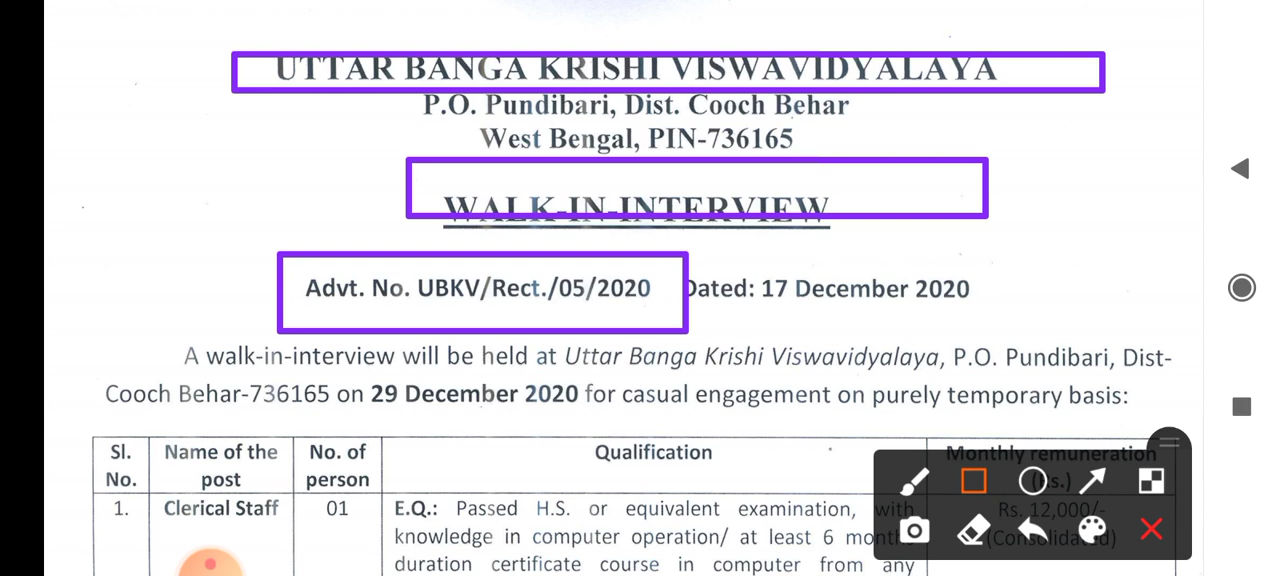 UTTAR BANGA KRISHI VISWAVIDYALAYA
P.O. Pundibari, Dist. Cooch Behar
West Bengal, PIN-736165
WALK-IN-INTERVIEW
Advt. No. UBKV/Rect./05/2020 Dated: 17 December 2020
A walk-in-interview will be held at Uttar Banga Krishi Viswavidyalaya, P.O. Pundibari, Dist-
Cooch Behar-736165 on 29 December 2020 for casual engagement on purely temporary basis:
Sl. No.
Name of the post
No. of person
Qualification
Monthly remuneration (Rs.)
1.
Clerical Staff
01
E.Q.: Passed H.S. or equivalent examination, with
knowledge in computer operation/ at least 6 months
duration certificate course in computer from any
Rs. 12,000/-
(Consolidated)